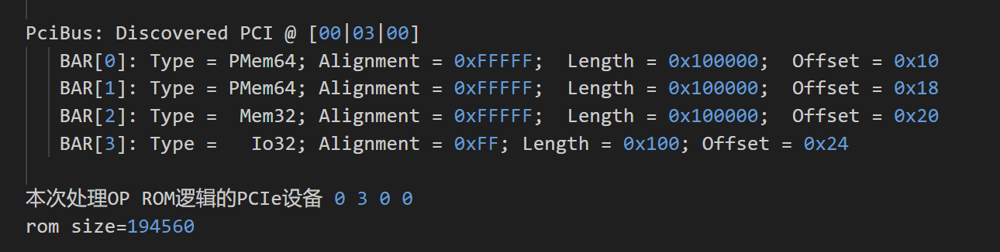 PciBus: Discovered PCI @ [00|03|00]
BAR[0]: Type = PMem64; Alignment = 0xFFFFF;  Length = 0x100000;  Offset = 0x10
BAR[1]: Type = PMem64; Alignment = 0xFFFFF;  Length = 0x100000;  Offset = 0x18
BAR[2]: Type =  Mem32; Alignment = 0xFFFFF;  Length = 0x100000;  Offset = 0x20
BAR[3]: Type =   Io32; Alignment = 0xFF; Length = 0x100; Offset = 0x24
本次处理OP ROM逻辑的PCIe设备 0 3 0 0
rom size=194560